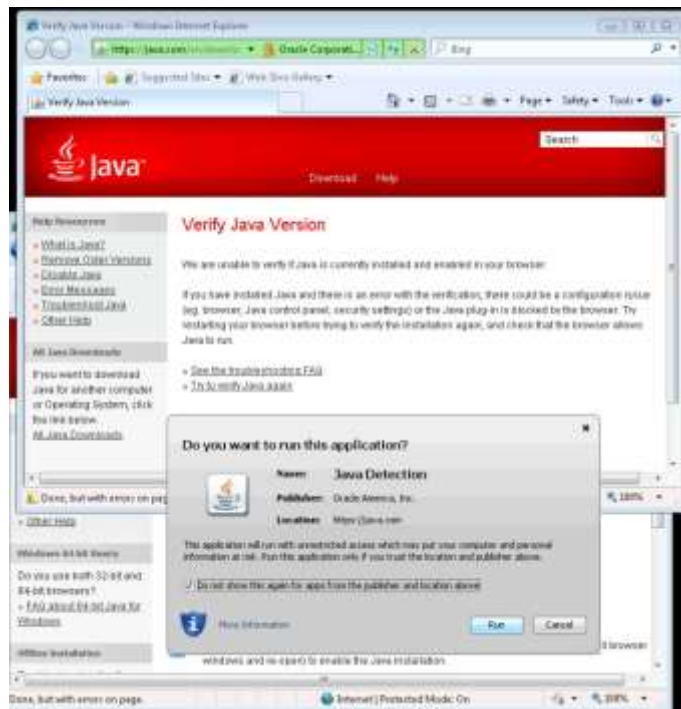 Verify Java Version - Windows Internet Explorer
https://java.com
Oracle Corporati...
Bing
Favorites
Suggested Sites
Web Slice Gallery
Verify Java Version
Page
Safety
Tools
Search
Java
Download
Help
Help Resources
» What is Java?
» Remove Older Versions
» Disable Java
» Error Messages
» Troubleshoot Java
» Other Help
All Java Downloads
If you want to download
Java for another computer
or Operating System, click
the link below.
All Java Downloads
Verify Java Version
We are unable to verify if Java is currently installed and enabled in your browser.
If you have installed Java and there is an error with the verification, there could be a configuration issue
(eg. browser, Java control panel, security settings) or the Java plug-in is blocked by the browser. Try
restarting your browser before trying to verify the installation again, and check that the browser allows
Java to run.
» See the troubleshooting FAQ
» Try to verify Java again
Done, but with errors on pag
100%
Do you want to run this application?
Name: Java Detection
Publisher: Oracle America, Inc.
Location: https://java.com
This application will run with unrestricted access which may put your computer and personal
information at risk. Run this application only if you trust the location and publisher above.
Do not show this again for apps from the publisher and location above
More Information
Run
Cancel
» Other Help
Windows 64-bit Users
Do you use both 32-bit and
64-bit browsers?
» FAQ about 64-bit Java for
Windows
Offline Installation
browser
windows and re-open) to enable the Java installation.
Done, but with errors on page.
Internet | Protected Mode: On
100%